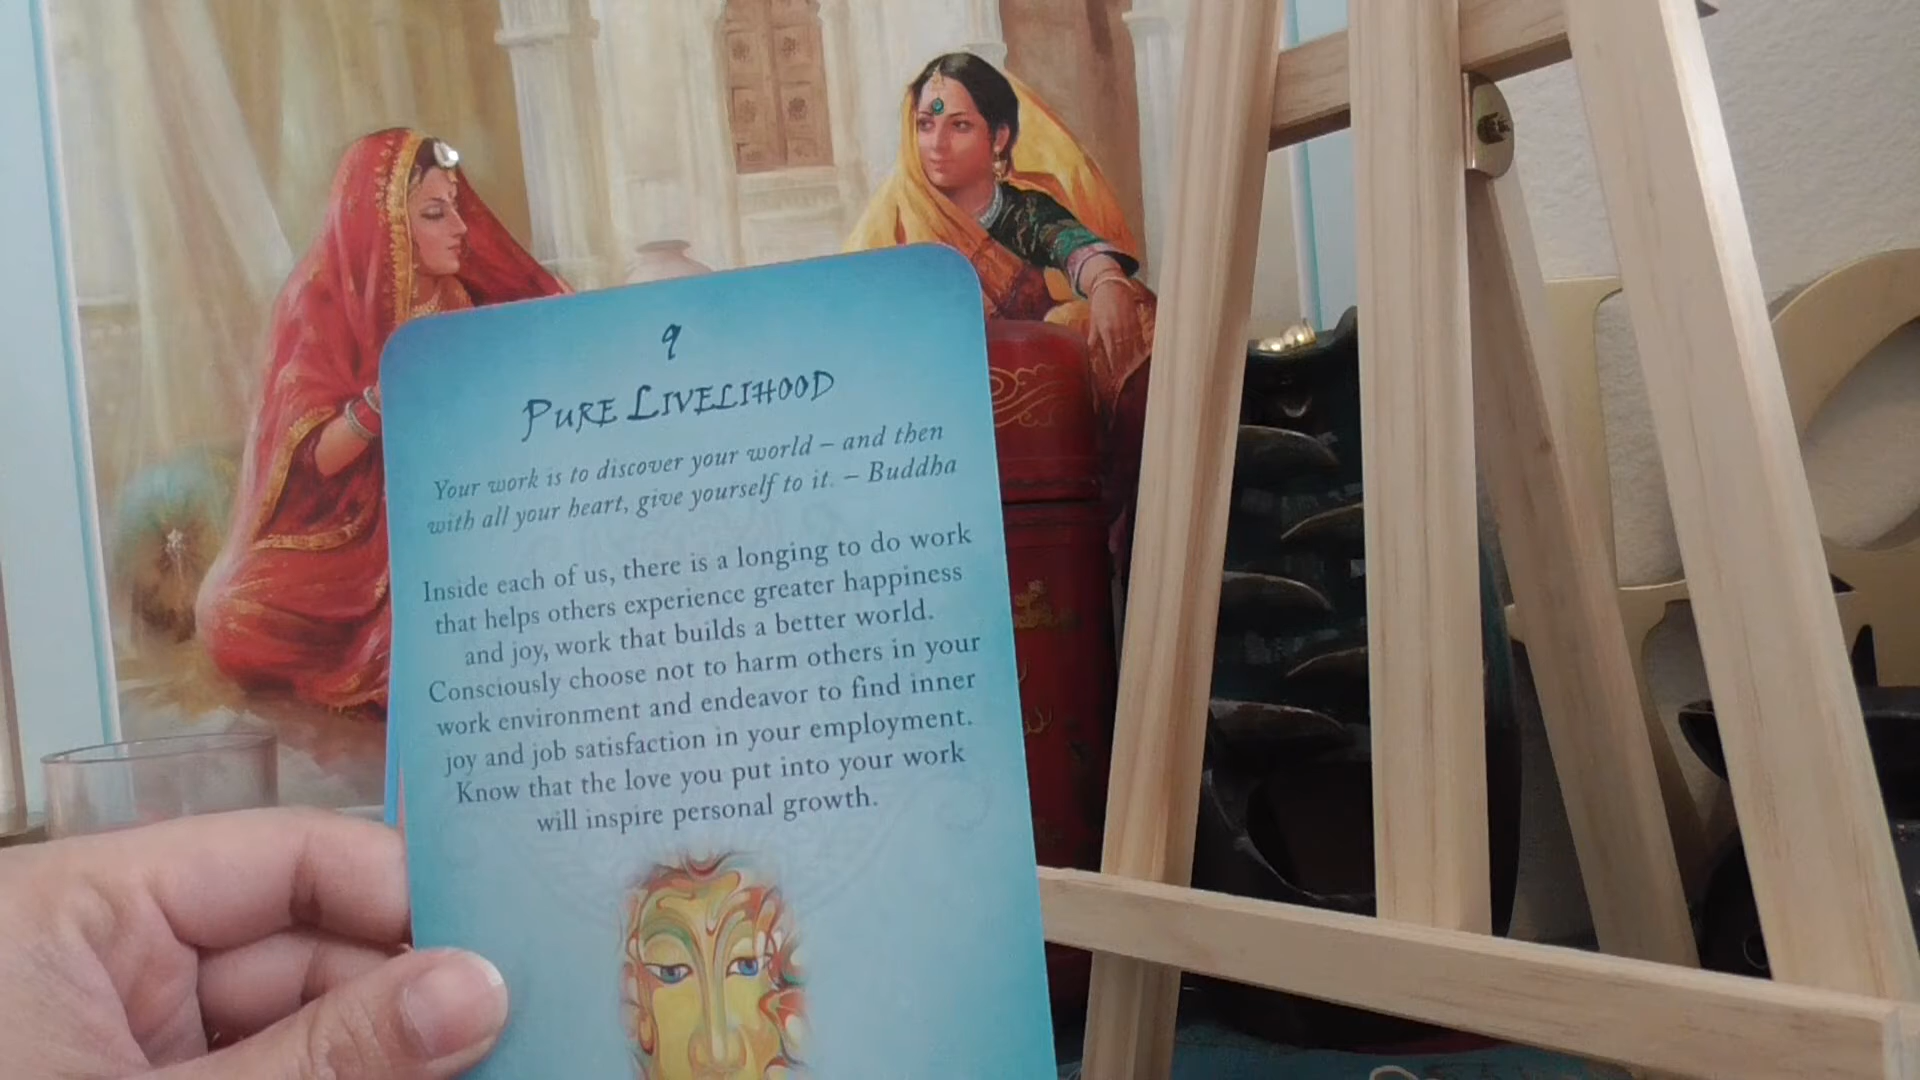 9
PURE LIVELIHOOD
Your work is to discover your world – and then
with all your heart, give yourself to it. – Buddha
Inside each of us, there is a longing to do work
that helps others experience greater happiness
and joy, work that builds a better world.
Consciously choose not to harm others in your
work environment and endeavor to find inner
joy and job satisfaction in your employment.
Know that the love you put into your work
will inspire personal growth.